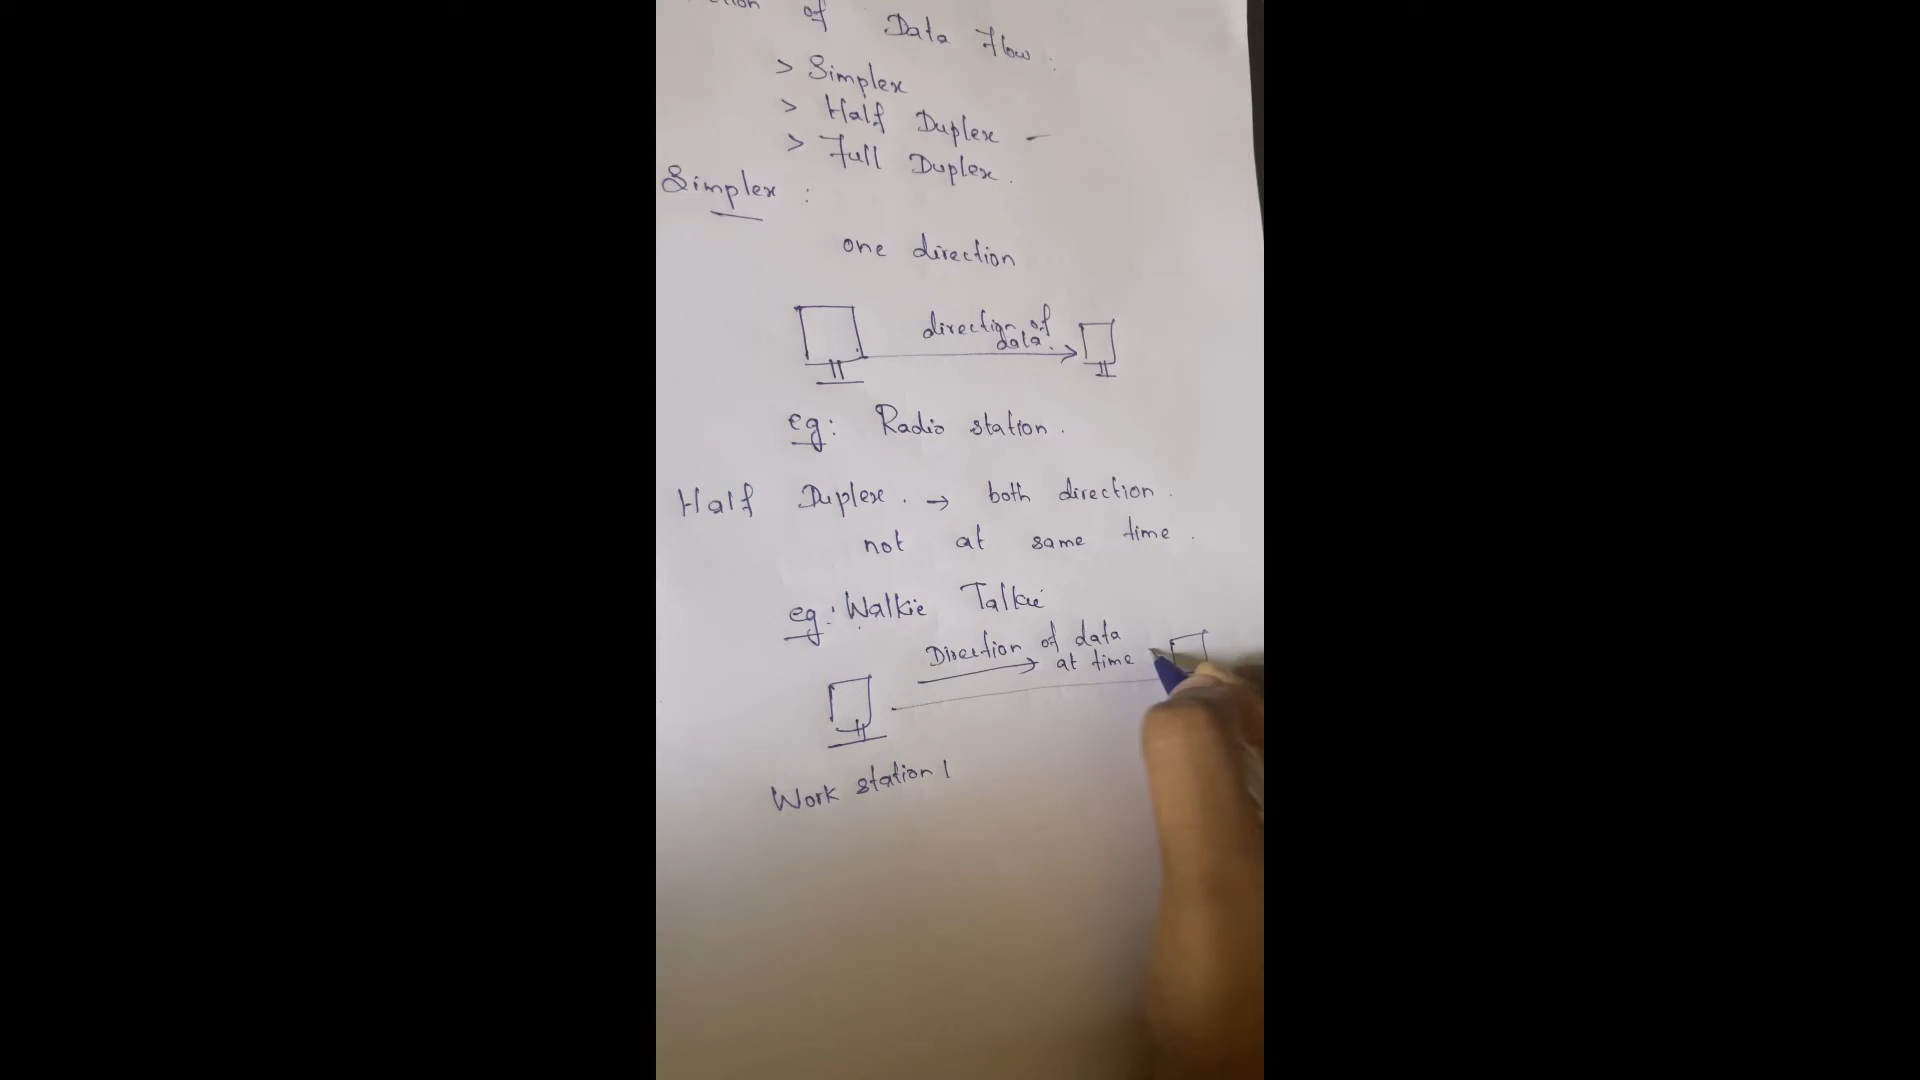 of Data Flow :
> Simplex
> Half Duplex -
> Full Duplex.
Simplex :
one direction
direction of
data.
eg: Radio station.
Half Duplex. → both direction.
not at same time.
eg: Walkie Talkie
Direction of data
at time
Work station 1